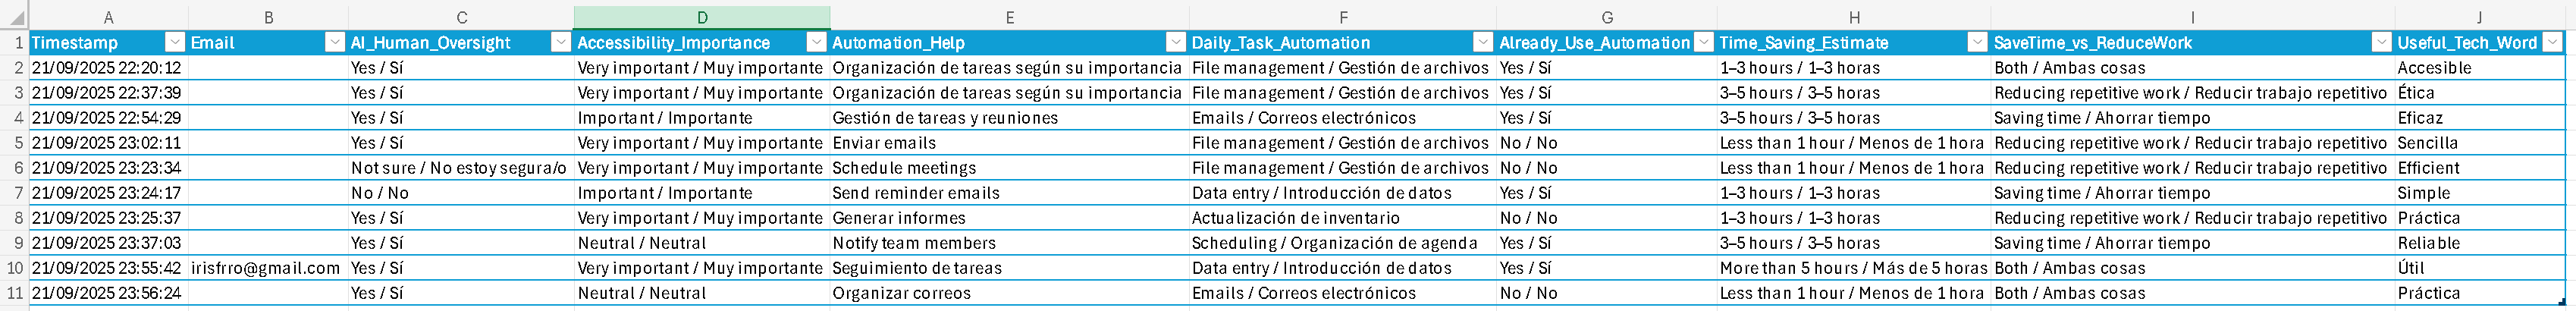 A B C D E F G H I J
1 Timestamp Email AI_Human_Oversight Accessibility_Importance Automation_Help Daily_Task_Automation Already_Use_Automation Time_Saving_Estimate SaveTime_vs_ReduceWork Useful_Tech_Word
2 21/09/2025 22:20:12 Yes / Sí Very important / Muy importante Organización de tareas según su importancia File management / Gestión de archivos Yes / Sí 1–3 hours / 1–3 horas Both / Ambas cosas Accesible
3 21/09/2025 22:37:39 Yes / Sí Very important / Muy importante Organización de tareas según su importancia File management / Gestión de archivos Yes / Sí 3–5 hours / 3–5 horas Reducing repetitive work / Reducir trabajo repetitivo Ética
4 21/09/2025 22:54:29 Yes / Sí Important / Importante Gestión de tareas y reuniones Emails / Correos electrónicos Yes / Sí 3–5 hours / 3–5 horas Saving time / Ahorrar tiempo Eficaz
5 21/09/2025 23:02:11 Yes / Sí Very important / Muy importante Enviar emails File management / Gestión de archivos No / No Less than 1 hour / Menos de 1 hora Reducing repetitive work / Reducir trabajo repetitivo Sencilla
6 21/09/2025 23:23:34 Not sure / No estoy segura/o Very important / Muy importante Schedule meetings File management / Gestión de archivos No / No Less than 1 hour / Menos de 1 hora Reducing repetitive work / Reducir trabajo repetitivo Efficient
7 21/09/2025 23:24:17 No / No Important / Importante Send reminder emails Data entry / Introducción de datos Yes / Sí 1–3 hours / 1–3 horas Saving time / Ahorrar tiempo Simple
8 21/09/2025 23:25:37 Yes / Sí Very important / Muy importante Generar informes Actualización de inventario No / No 1–3 hours / 1–3 horas Reducing repetitive work / Reducir trabajo repetitivo Práctica
9 21/09/2025 23:37:03 Yes / Sí Neutral / Neutral Notify team members Scheduling / Organización de agenda Yes / Sí 3–5 hours / 3–5 horas Saving time / Ahorrar tiempo Reliable
10 21/09/2025 23:55:42 irisfrro@gmail.com Yes / Sí Very important / Muy importante Seguimiento de tareas Data entry / Introducción de datos Yes / Sí More than 5 hours / Más de 5 horas Both / Ambas cosas Útil
11 21/09/2025 23:56:24 Yes / Sí Neutral / Neutral Organizar correos Emails / Correos electrónicos No / No Less than 1 hour / Menos de 1 hora Both / Ambas cosas Práctica